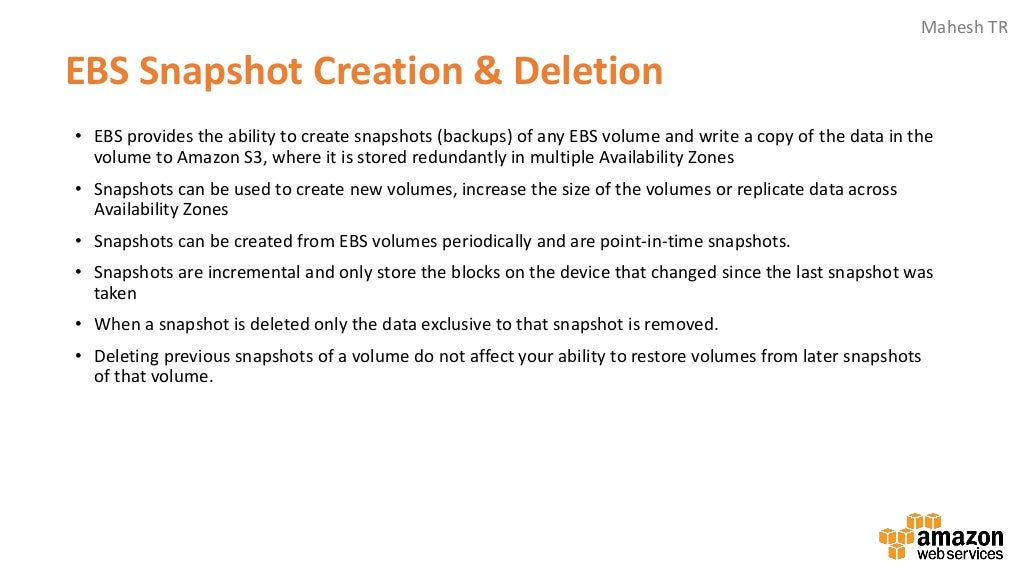 Mahesh TR
EBS Snapshot Creation & Deletion
• EBS provides the ability to create snapshots (backups) of any EBS volume and write a copy of the data in the
volume to Amazon S3, where it is stored redundantly in multiple Availability Zones
• Snapshots can be used to create new volumes, increase the size of the volumes or replicate data across
Availability Zones
• Snapshots can be created from EBS volumes periodically and are point-in-time snapshots.
• Snapshots are incremental and only store the blocks on the device that changed since the last snapshot was
taken
• When a snapshot is deleted only the data exclusive to that snapshot is removed.
• Deleting previous snapshots of a volume do not affect your ability to restore volumes from later snapshots
of that volume.
amazon
webservices